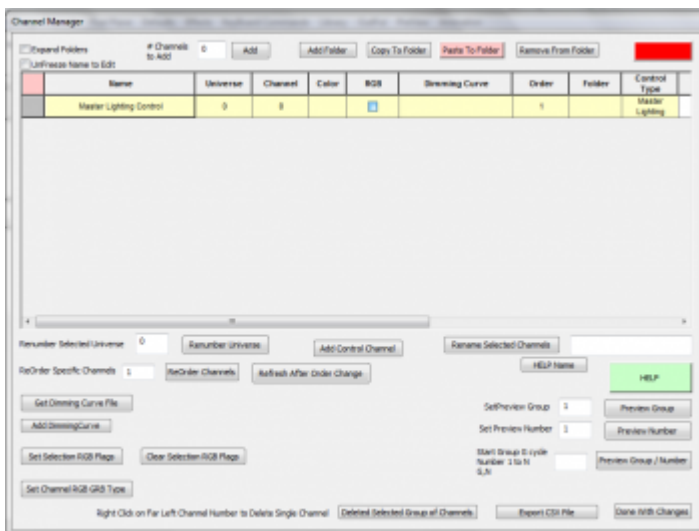 Channel Manager
Expand Folders # Channels to Add 0 Add Add Folder Copy To Folder Paste To Folder Remove From Folder
UnFreeze Name to Edit
Name Universe Channel Color RGB Dimming Curve Order Folder Control Type
Master Lighting Control 0 0 1 Master Lighting
Renumber Selected Universe 0 Renumber Universe Add Control Channel Rename Selected Channels
HELP Name
ReOrder Specific Channels 1 ReOrder Channels Refresh After Order Change HELP
Get Dimming Curve File SetPreview Group 1 Preview Group
Add DimmingCurve Set Preview Number 1 Preview Number
Set Selection RGB Flags Clear Selection RGB Flags Start Group G cycle Number 1 to N G,N Preview Group / Number
Set Channel RGB GRB Type
Right Click on Far Left Channel Number to Delete Single Channel Deleted Selected Group of Channels Export CSV File Done With Changes